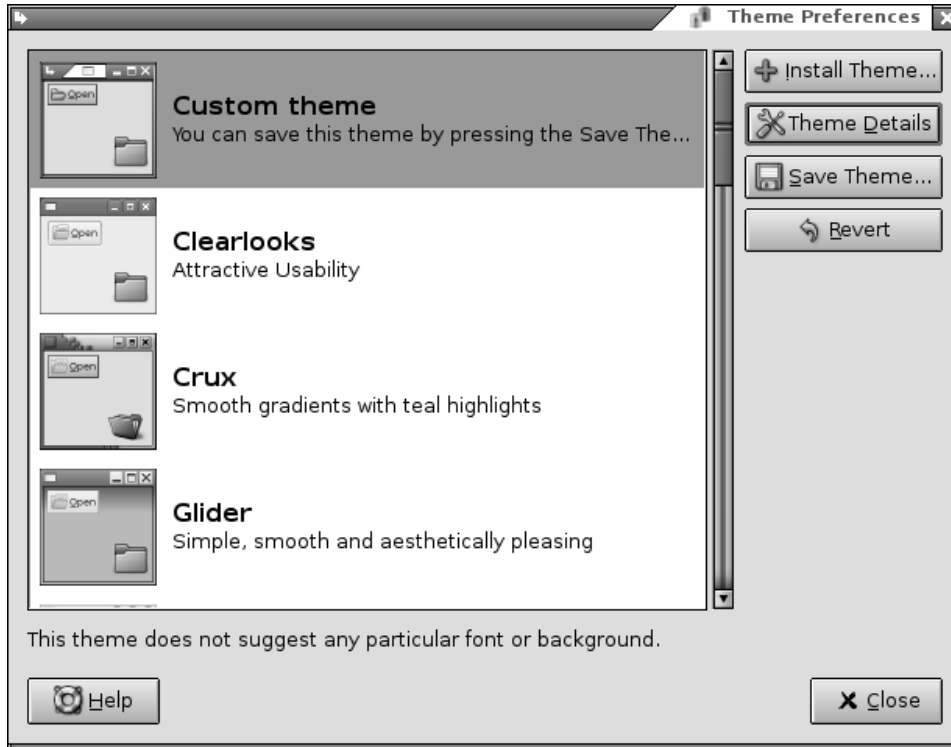 Theme Preferences
Open
Custom theme
You can save this theme by pressing the Save The...
Open
Clearlooks
Attractive Usability
Open
Crux
Smooth gradients with teal highlights
Open
Glider
Simple, smooth and aesthetically pleasing
Install Theme...
Theme Details
Save Theme...
Revert
This theme does not suggest any particular font or background.
Help
Close